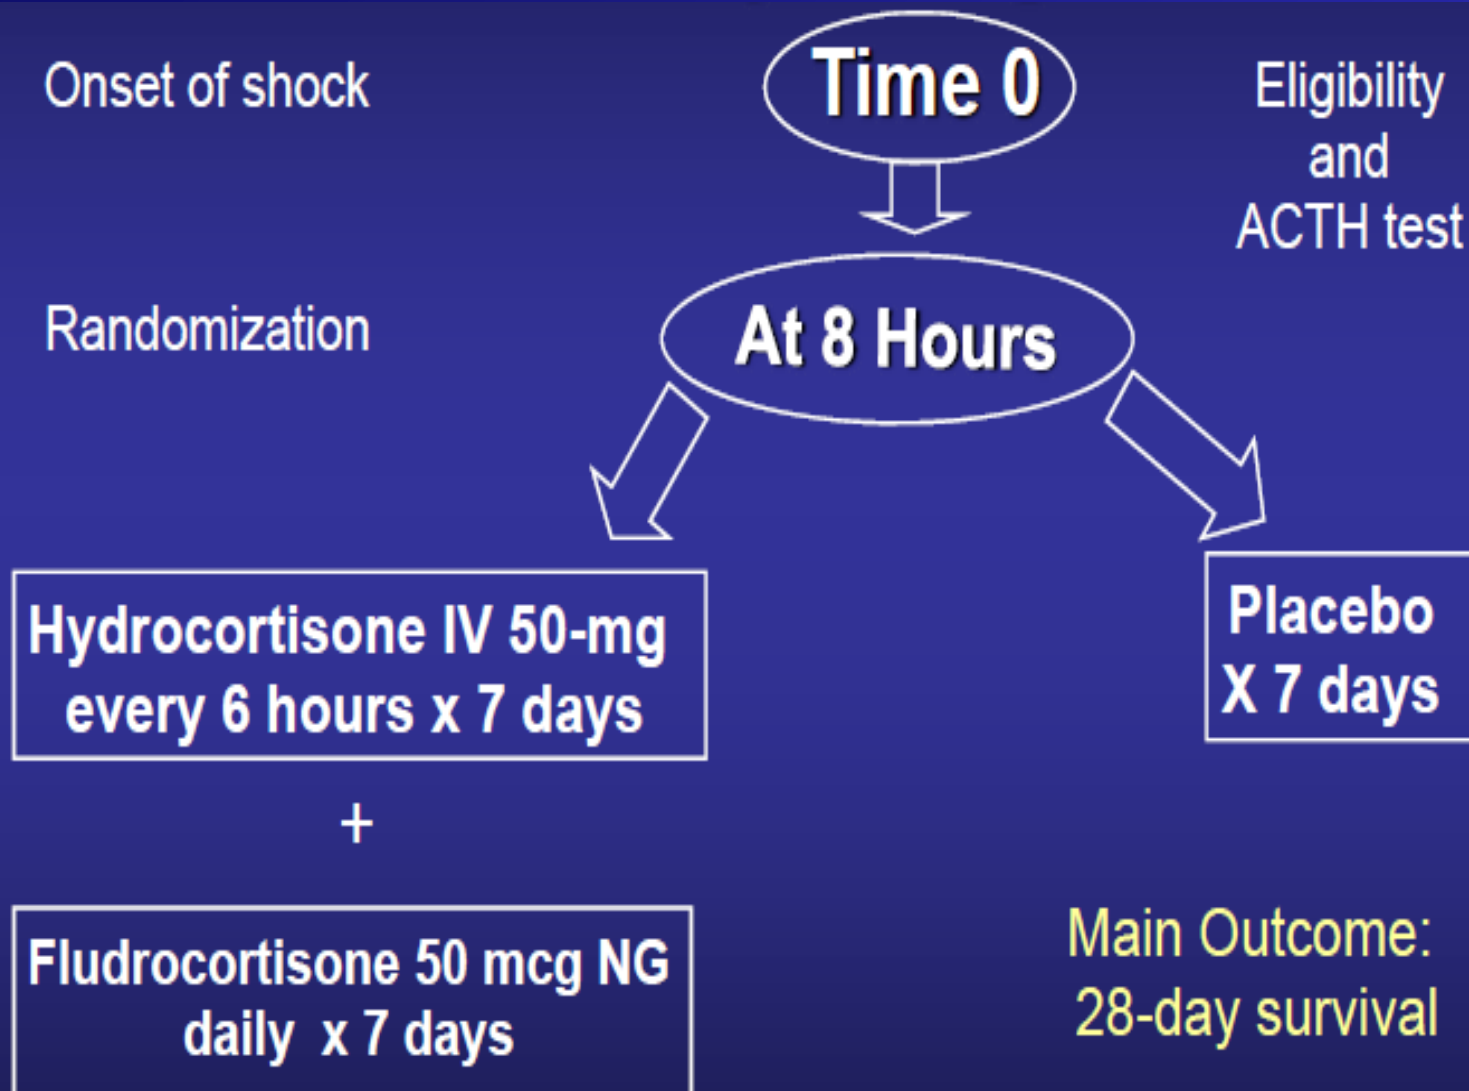 Onset of shock
Time 0
Eligibility
and
ACTH test
Randomization
At 8 Hours
Hydrocortisone IV 50-mg
every 6 hours x 7 days
Placebo
X 7 days
+
Fludrocortisone 50 mcg NG
daily x 7 days
Main Outcome:
28-day survival